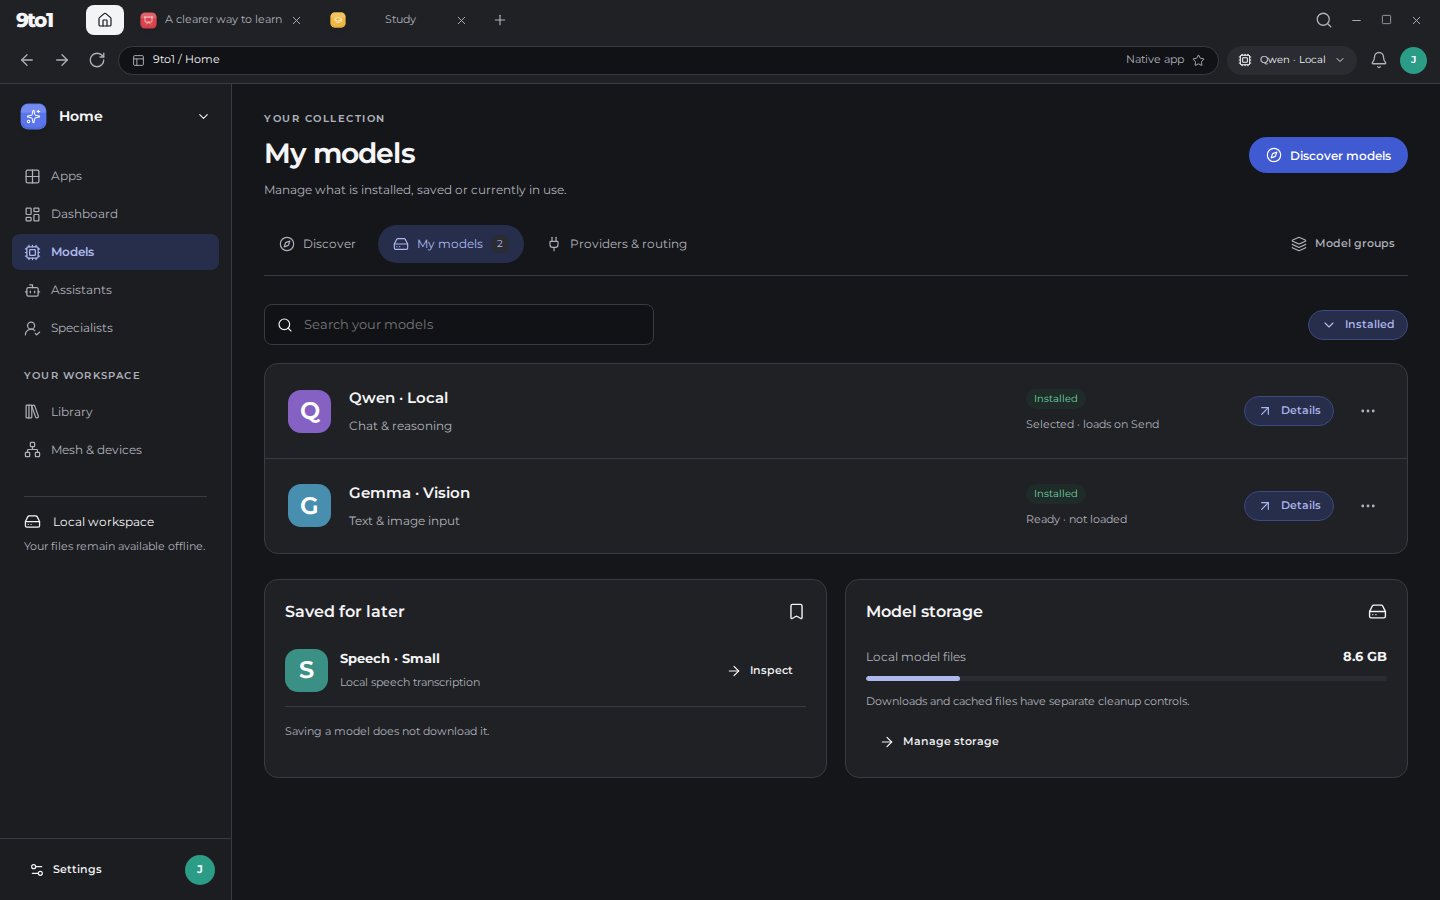 9to1
A clearer way to learn
Study
9to1 / Home
Native app
Qwen · Local
J
Home
Apps
Dashboard
Models
Assistants
Specialists
YOUR WORKSPACE
Library
Mesh & devices
Local workspace
Your files remain available offline.
Settings
J
YOUR COLLECTION
My models
Manage what is installed, saved or currently in use.
Discover models
Discover
My models 2
Providers & routing
Model groups
Search your models
Installed
Q
Qwen · Local
Chat & reasoning
Installed
Selected · loads on Send
Details
G
Gemma · Vision
Text & image input
Installed
Ready · not loaded
Details
Saved for later
S
Speech · Small
Local speech transcription
Inspect
Saving a model does not download it.
Model storage
Local model files
8.6 GB
Downloads and cached files have separate cleanup controls.
Manage storage